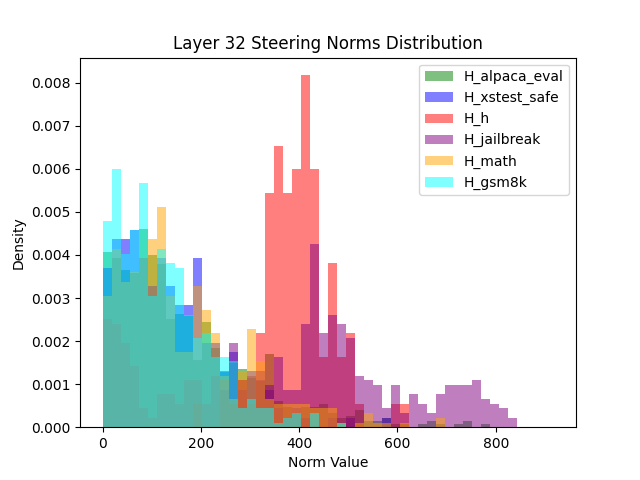 Layer 32 Steering Norms Distribution
H_alpaca_eval
H_xstest_safe
H_h
H_jailbreak
H_math
H_gsm8k
Density
0.008
0.007
0.006
0.005
0.004
0.003
0.002
0.001
0.000
0
200
400
600
800
Norm Value